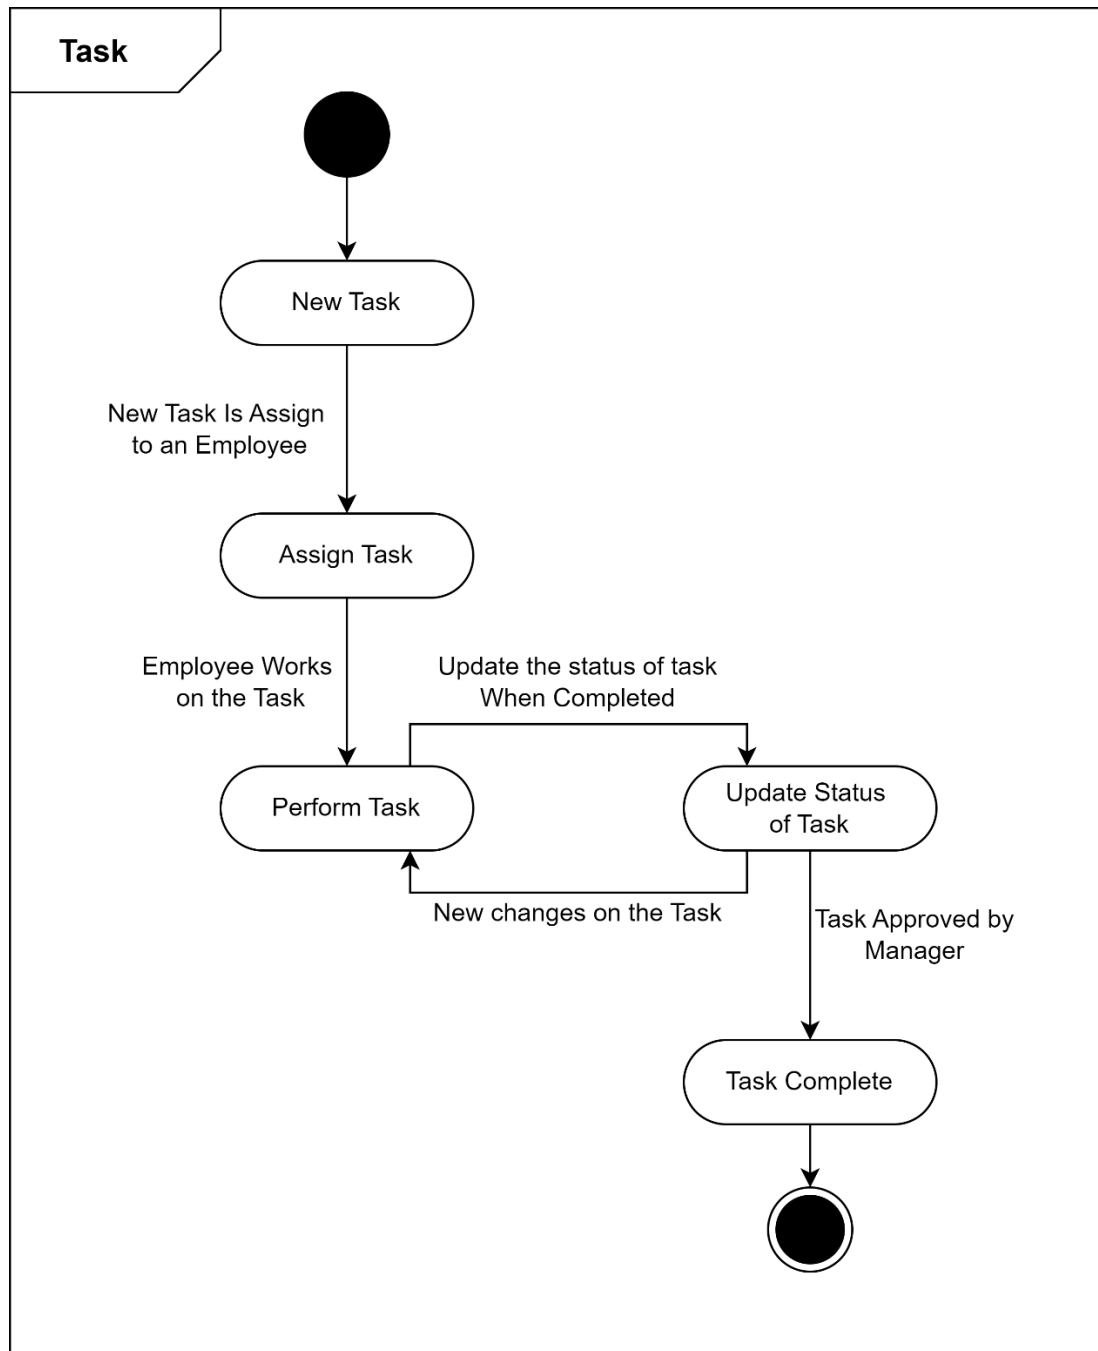 Task
New Task
New Task Is Assign
to an Employee
Assign Task
Employee Works
on the Task
Update the status of task
When Completed
Perform Task
Update Status
of Task
New changes on the Task
Task Approved by
Manager
Task Complete